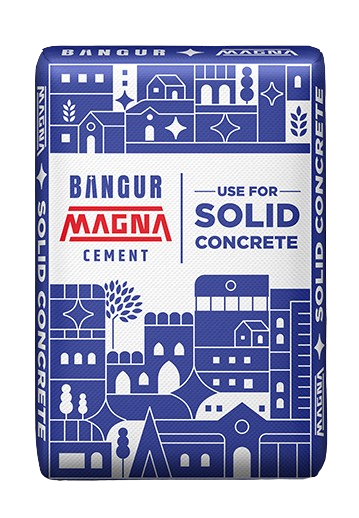 BANGUR ✦ MAGNA
BANGUR
MAGNA
CEMENT
USE FOR
SOLID
CONCRETE
MAGNA ✦ SOLID CONCRETE
MAGNA ✦ SOLID CONCRETE